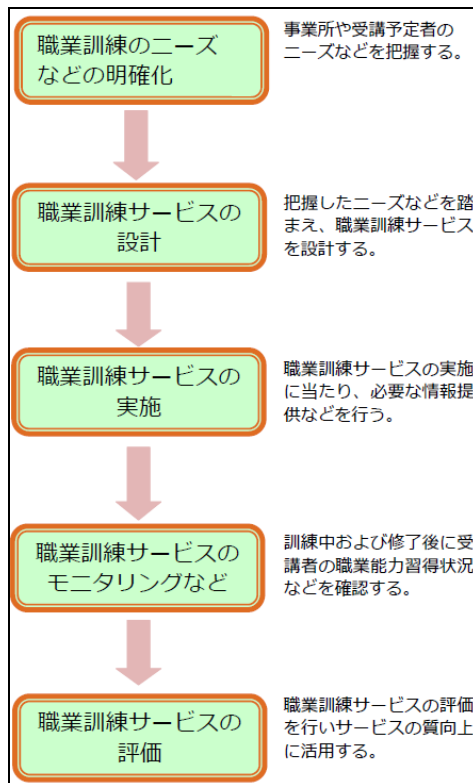 職業訓練のニーズ
などの明確化
事業所や受講予定者の
ニーズなどを把握する。
職業訓練サービスの
設計
把握したニーズなどを踏
まえ、職業訓練サービス
を設計する。
職業訓練サービスの
実施
職業訓練サービスの実施
に当たり、必要な情報提
供などを行う。
職業訓練サービスの
モニタリングなど
訓練中および修了後に受
講者の職業能力習得状況
などを確認する。
職業訓練サービスの
評価
職業訓練サービスの評価
を行いサービスの質向上
に活用する。